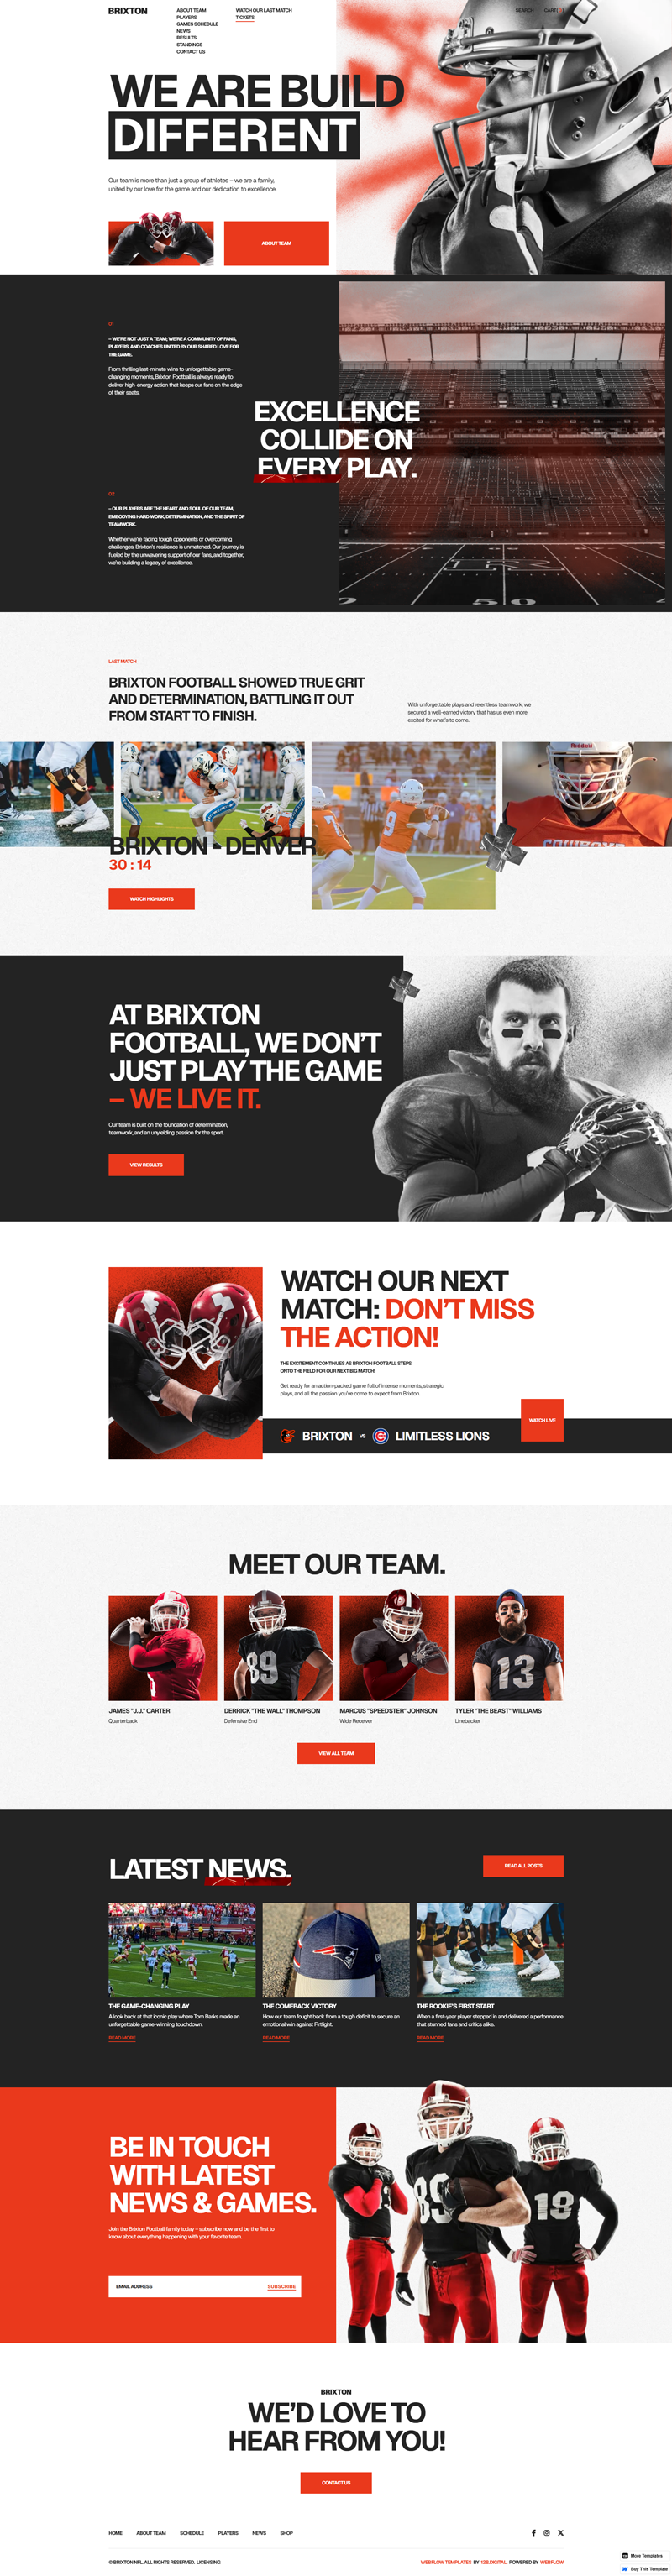 BRIXTON
ABOUT TEAM
PLAYERS
GAMES SCHEDULE
NEWS
RESULTS
STANDINGS
CONTACT US
WATCH OUR LAST MATCH
TICKETS
SEARCH
CART
WE ARE BUILD
DIFFERENT
Our team is more than just a group of athletes – we are a family,
united by our love for the game and our dedication to excellence.
ABOUT TEAM
01
– WE'RE NOT JUST A TEAM; WE'RE A COMMUNITY OF FANS,
PLAYERS, AND COACHES UNITED BY OUR SHARED LOVE FOR
THE GAME.
From thrilling last-minute wins to unforgettable game-
changing moments, Brixton Football is always ready to
deliver high-energy action that keeps our fans on the edge
of their seats.
EXCELLENCE
COLLIDE ON
EVERY PLAY.
02
– OUR PLAYERS ARE THE HEART AND SOUL OF OUR TEAM,
EMBODYING HARD WORK, DETERMINATION, AND THE SPIRIT OF
TEAMWORK.
Whether we're facing tough opponents or overcoming
challenges, Brixton's resilience is unmatched. Our journey is
fueled by the unwavering support of our fans, and together,
we're building a legacy of excellence.
50
LAST MATCH
BRIXTON FOOTBALL SHOWED TRUE GRIT
AND DETERMINATION, BATTLING IT OUT
FROM START TO FINISH.
With unforgettable plays and relentless teamwork, we
secured a well-earned victory that has us even more
excited for what's to come.
Riddell
COWBOYS
9
BRIXTON - DENVER
30 : 14
WATCH HIGHLIGHTS
AT BRIXTON
FOOTBALL, WE DON'T
JUST PLAY THE GAME
– WE LIVE IT.
Our team is built on the foundation of determination,
teamwork, and an unyielding passion for the sport.
VIEW RESULTS
WATCH OUR NEXT
MATCH: DON'T MISS
THE ACTION!
THE EXCITEMENT CONTINUES AS BRIXTON FOOTBALL STEPS
ONTO THE FIELD FOR OUR NEXT BIG MATCH!
Get ready for an action-packed game full of intense moments, strategic
plays, and all the passion you've come to expect from Brixton.
BRIXTON VS LIMITLESS LIONS
WATCH LIVE
MEET OUR TEAM.
89
13
JAMES "J.J." CARTER
Quarterback
DERRICK "THE WALL" THOMPSON
Defensive End
MARCUS "SPEEDSTER" JOHNSON
Wide Receiver
TYLER "THE BEAST" WILLIAMS
Linebacker
VIEW ALL TEAM
LATEST NEWS.
READ ALL POSTS
THE GAME-CHANGING PLAY
A look back at that iconic play where Tom Barks made an
unforgettable game-winning touchdown.
READ MORE
THE COMEBACK VICTORY
How our team fought back from a tough deficit to secure an
emotional win against Firtlight.
READ MORE
THE ROOKIE'S FIRST START
When a first-year player stepped in and delivered a performance
that stunned fans and critics alike.
READ MORE
BE IN TOUCH
WITH LATEST
NEWS & GAMES.
Join the Brixton Football family today – subscribe now and be the first to
know about everything happening with your favorite team.
EMAIL ADDRESS
SUBSCRIBE
89
18
BRIXTON
WE'D LOVE TO
HEAR FROM YOU!
CONTACT US
HOME
ABOUT TEAM
SCHEDULE
PLAYERS
NEWS
SHOP
© BRIXTON NFL. ALL RIGHTS RESERVED. LICENSING
WEBFLOW TEMPLATES BY 128.DIGITAL. POWERED BY WEBFLOW
More Templates
Buy This Template